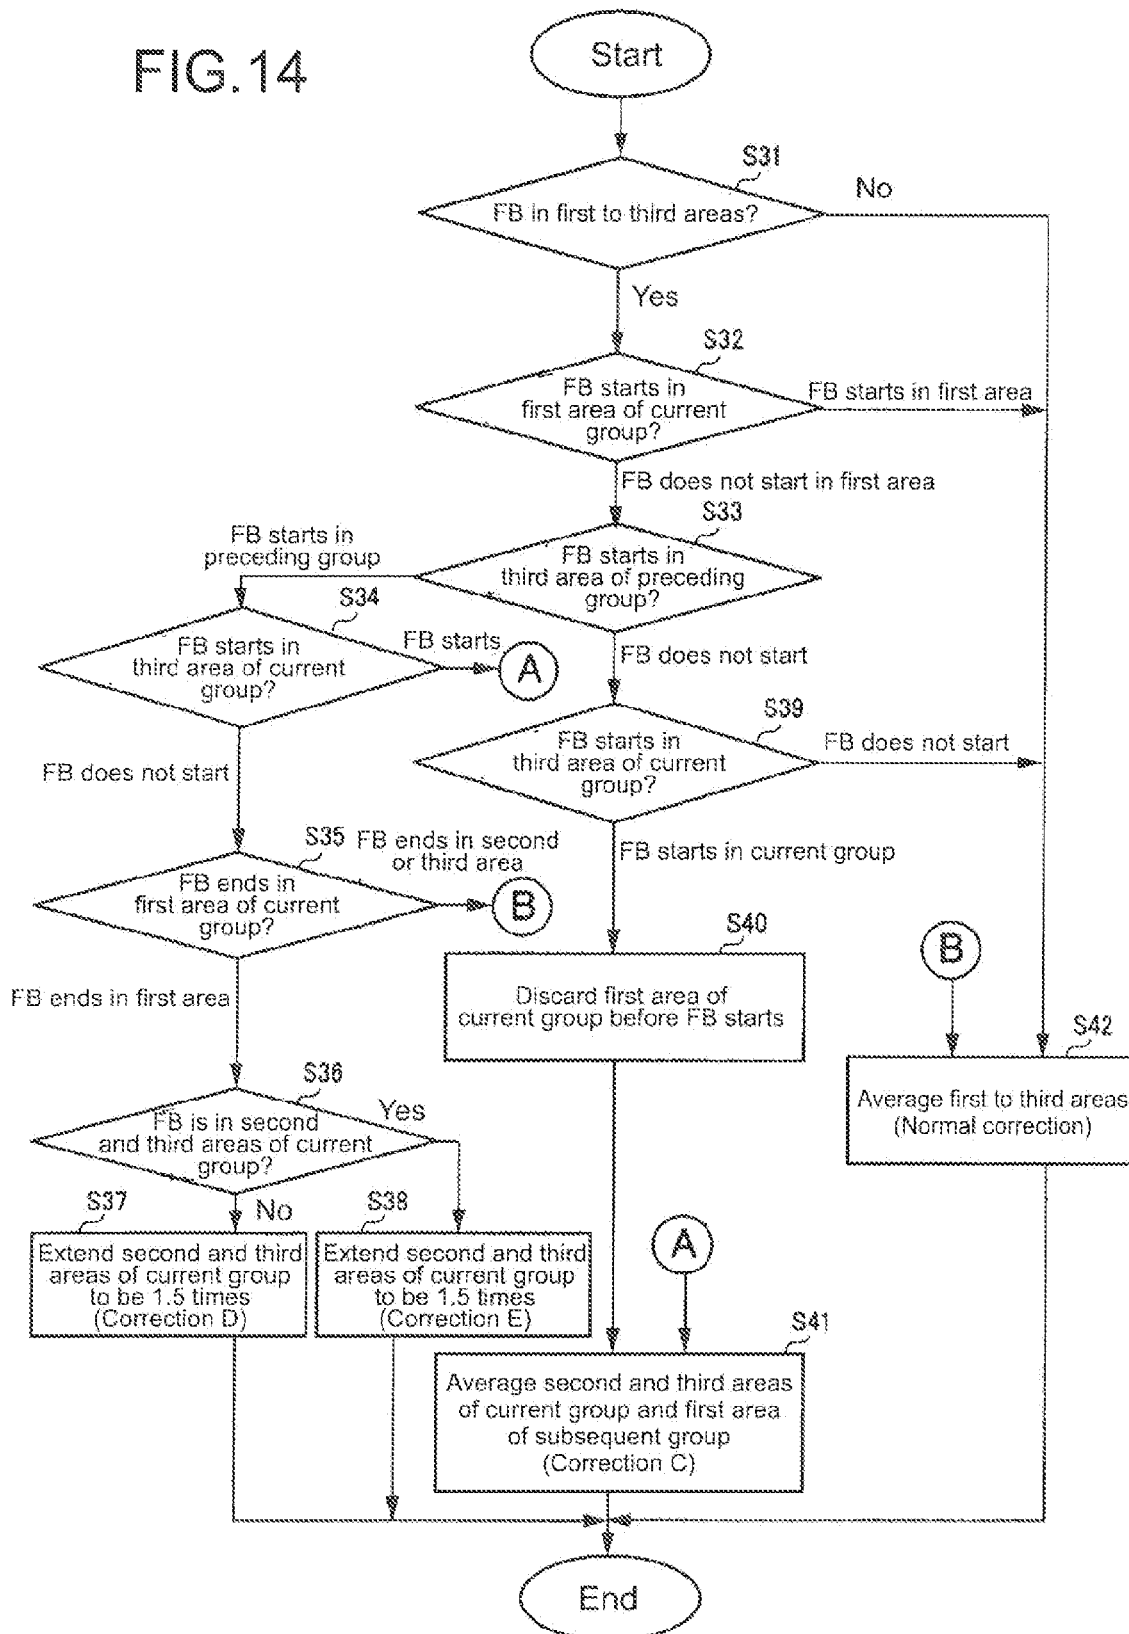 FIG.14
Start
S31
FB in first to third areas?
No
Yes
S32
FB starts in
first area of current
group?
FB starts in first area
FB does not start in first area
S33
FB starts in
third area of preceding
group?
FB starts in
preceding group
S34
FB starts in
third area of current
group?
FB starts
A
FB does not start
FB does not start
S39
FB starts in
third area of current
group?
FB does not start
S35
FB ends in
first area of current
group?
FB ends in second
or third area
B
FB starts in current group
FB ends in first area
S40
Discard first area of
current group before FB starts
B
S42
Average first to third areas
(Normal correction)
S36
FB is in second
and third areas of current
group?
Yes
No
S37
Extend second and third
areas of current group
to be 1.5 times
(Correction D)
S38
Extend second and third
areas of current group
to be 1.5 times
(Correction E)
A
S41
Average second and third areas
of current group and first area
of subsequent group
(Correction C)
End